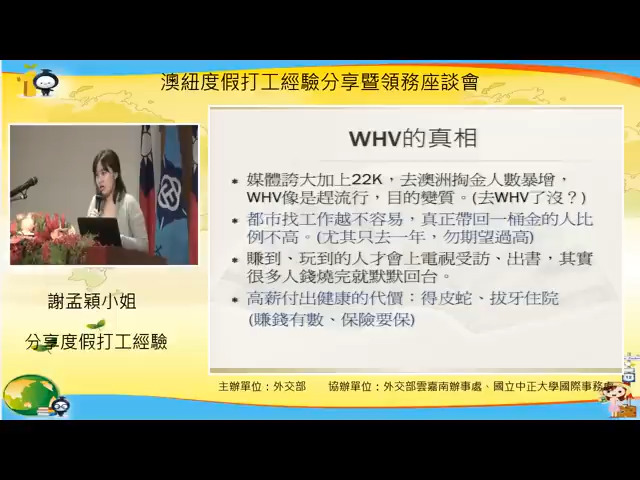 澳紐度假打工經驗分享暨領務座談會
WHV的真相
* 媒體誇大加上22K，去澳洲掏金人數暴增，
WHV像是趕流行，目的變質。(去WHV了沒？)
* 都市找工作越不容易，真正帶回一桶金的人比
例不高。(尤其只去一年，勿期望過高)
* 賺到、玩到的人才會上電視受訪、出書，其實
很多人錢燒完就默默回台。
* 高薪付出健康的代價：得皮蛇、拔牙住院
(賺錢有數、保險要保)
謝孟穎小姐
分享度假打工經驗
主辦單位：外交部 協辦單位：外交部雲嘉南辦事處、國立中正大學國際事務處